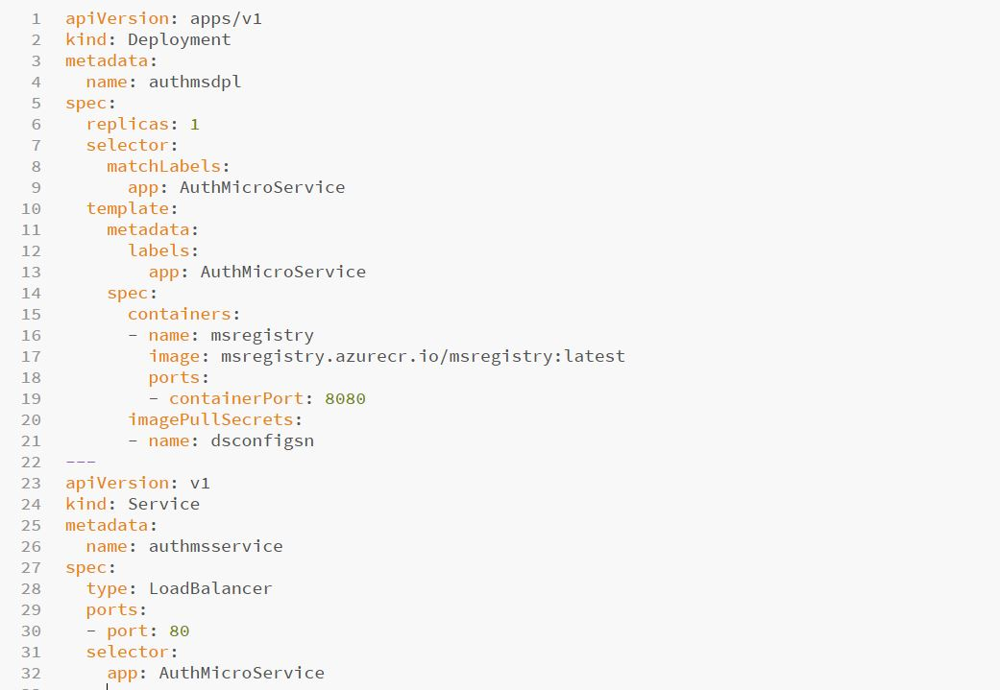 1 apiVersion: apps/v1
2 kind: Deployment
3 metadata:
4   name: authmsdpl
5 spec:
6   replicas: 1
7   selector:
8     matchLabels:
9       app: AuthMicroService
10   template:
11     metadata:
12       labels:
13         app: AuthMicroService
14     spec:
15       containers:
16       - name: msregistry
17         image: msregistry.azurecr.io/msregistry:latest
18         ports:
19         - containerPort: 8080
20       imagePullSecrets:
21       - name: dsconfigsn
22 ---
23 apiVersion: v1
24 kind: Service
25 metadata:
26   name: authmsservice
27 spec:
28   type: LoadBalancer
29   ports:
30   - port: 80
31   selector:
32     app: AuthMicroService